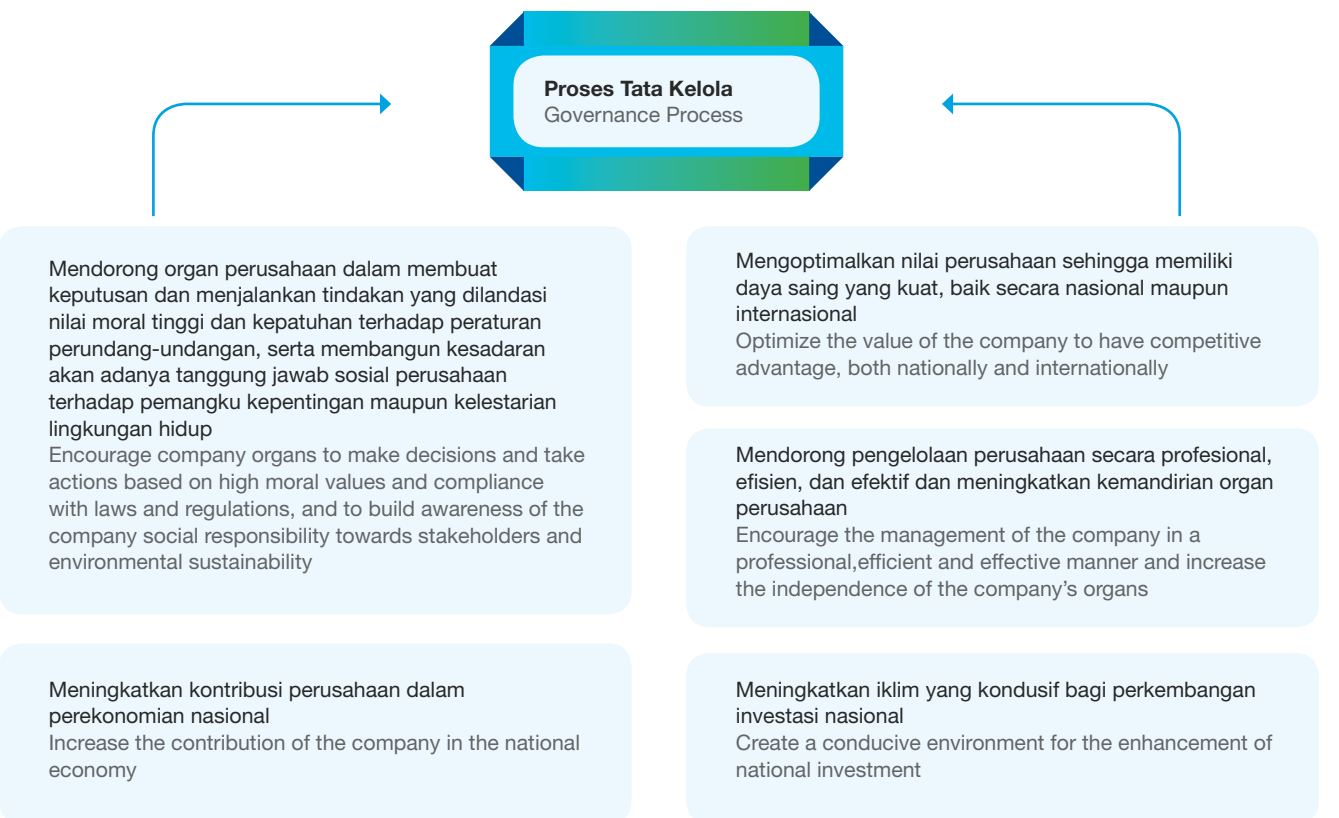 Proses Tata Kelola
Governance Process
Mendorong organ perusahaan dalam membuat
keputusan dan menjalankan tindakan yang dilandasi
nilai moral tinggi dan kepatuhan terhadap peraturan
perundang-undangan, serta membangun kesadaran
akan adanya tanggung jawab sosial perusahaan
terhadap pemangku kepentingan maupun kelestarian
lingkungan hidup
Encourage company organs to make decisions and take
actions based on high moral values and compliance
with laws and regulations, and to build awareness of the
company social responsibility towards stakeholders and
environmental sustainability
Meningkatkan kontribusi perusahaan dalam
perekonomian nasional
Increase the contribution of the company in the national
economy
Mengoptimalkan nilai perusahaan sehingga memiliki
daya saing yang kuat, baik secara nasional maupun
internasional
Optimize the value of the company to have competitive
advantage, both nationally and internationally
Mendorong pengelolaan perusahaan secara profesional,
efisien, dan efektif dan meningkatkan kemandirian organ
perusahaan
Encourage the management of the company in a
professional,efficient and effective manner and increase
the independence of the company’s organs
Meningkatkan iklim yang kondusif bagi perkembangan
investasi nasional
Create a conducive environment for the enhancement of
national investment